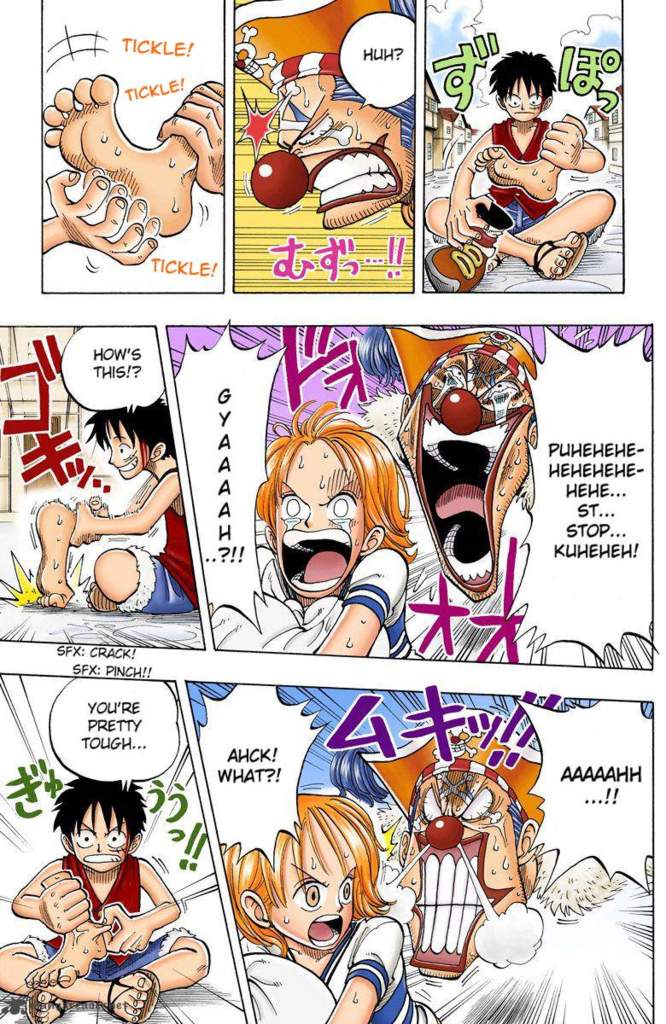 ずぽっ
HUH?
むずっ…!!
TICKLE!
TICKLE!
TICKLE!
PUHEHEHE-
HEHEHEHE-
HEHE...
ST...
STOP...
KUHEHEH!
ドオオオ
GYAAAAH
..?!!
HOW'S
THIS!?
ゴキッ…
SFX: CRACK!
SFX: PINCH!!
AAAAAHH
...!!
ムキッ!!
AHCK!
WHAT?!
YOU'RE
PRETTY
TOUGH...
ぎゅううっ!!